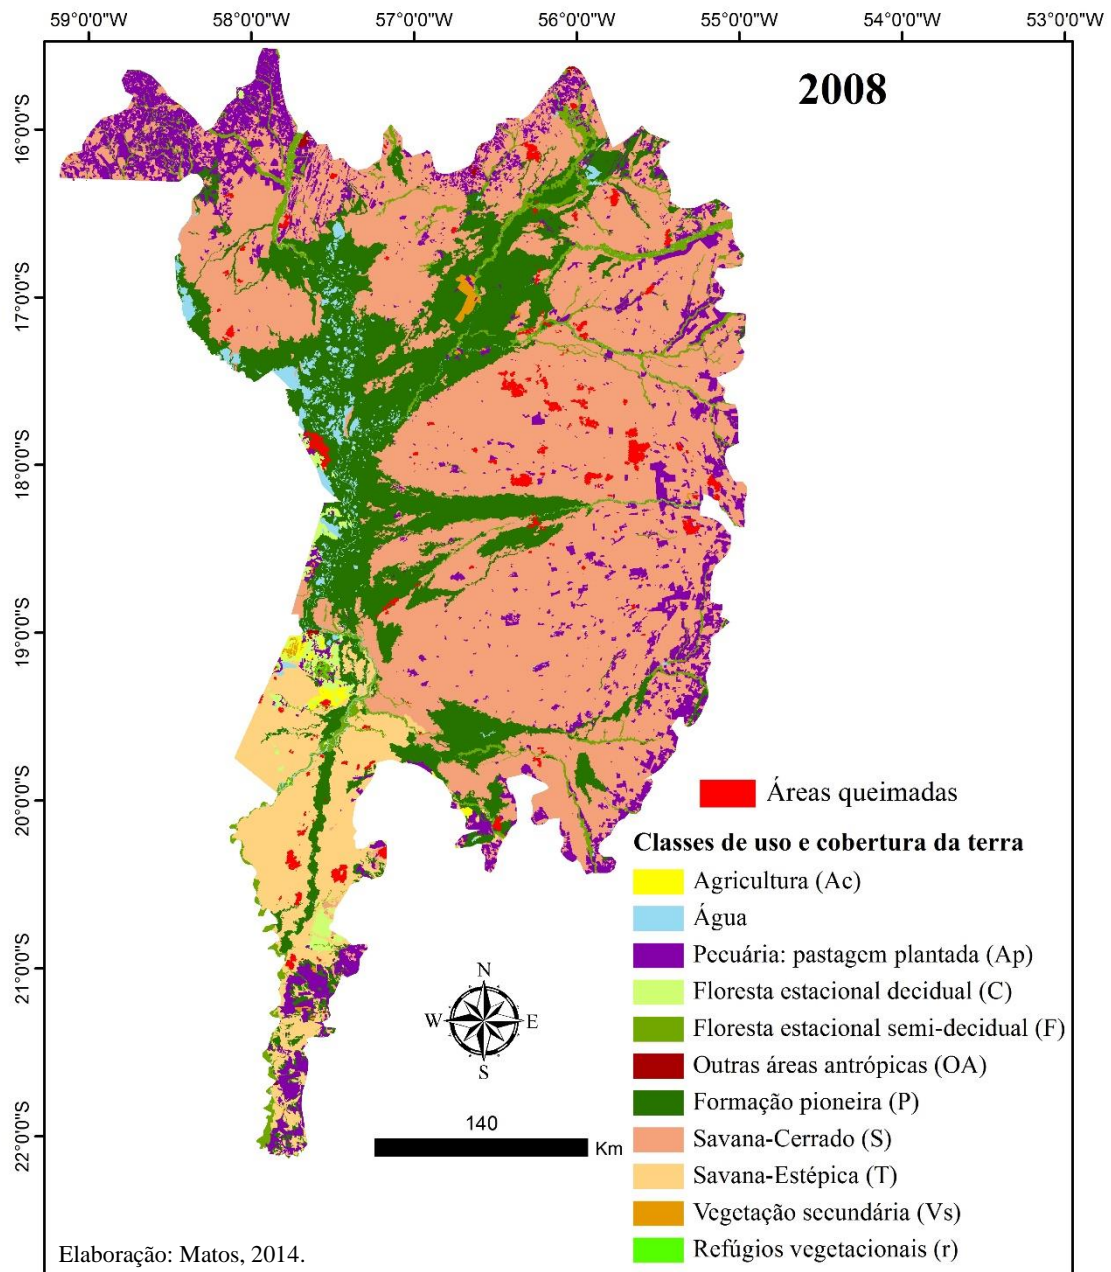 59°0'0"W 58°0'0"W 57°0'0"W 56°0'0"W 55°0'0"W 54°0'0"W 53°0'0"W
2008
16°0'0"S
17°0'0"S
18°0'0"S
19°0'0"S
20°0'0"S
21°0'0"S
22°0'0"S
Áreas queimadas
Classes de uso e cobertura da terra
Agricultura (Ac)
Água
Pecuária: pastagem plantada (Ap)
Floresta estacional decidual (C)
Floresta estacional semi-decidual (F)
Outras áreas antrópicas (OA)
Formação pioneira (P)
Savana-Cerrado (S)
Savana-Estépica (T)
Vegetação secundária (Vs)
Refúgios vegetacionais (r)
N
W E
S
140
Km
Elaboração: Matos, 2014.